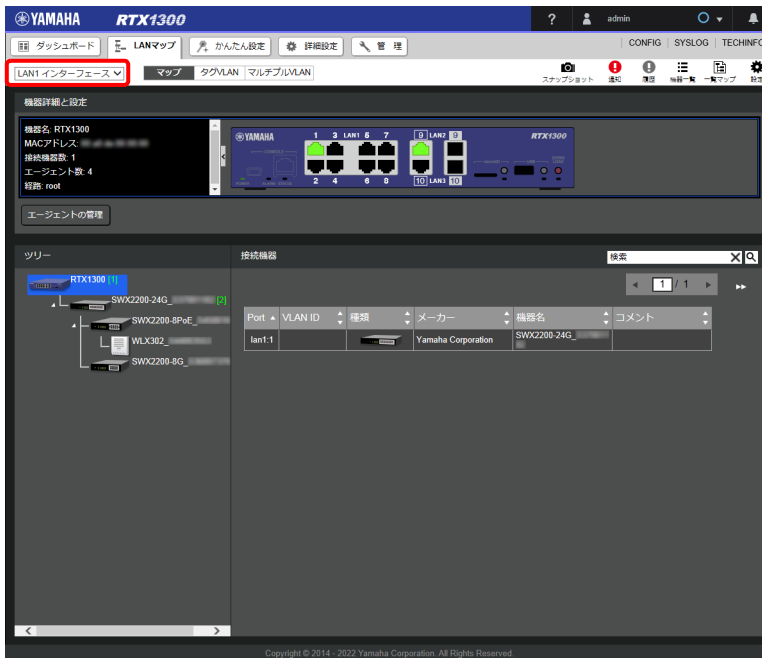 YAMAHA RTX1300 ? admin
ダッシュボード LANマップ かんたん設定 詳細設定 管 理 CONFIG SYSLOG TECHINFO
LAN1 インターフェース マップ タグVLAN マルチプルVLAN
スナップショット 通知 履歴 機器一覧 一覧マップ 設定
機器詳細と設定
機器名: RTX1300
MACアドレス:
接続機器数: 1
エージェント数: 4
経路: root
YAMAHA 1 3 LAN1 5 7 9 LAN2 9 RTX1300
CONSOLE
POWER ALARM STATUS 2 4 6 8 10 LAN3 10
エージェントの管理
ツリー
RTX1300 [1]
SWX2200-24G_ [2]
SWX2200-8PoE_
WLX302_
SWX2200-8G_
接続機器 検索
1 / 1
Port VLAN ID 種類 メーカー 機器名 コメント
lan1:1 Yamaha Corporation SWX2200-24G_
Copyright © 2014 - 2022 Yamaha Corporation. All Rights Reserved.